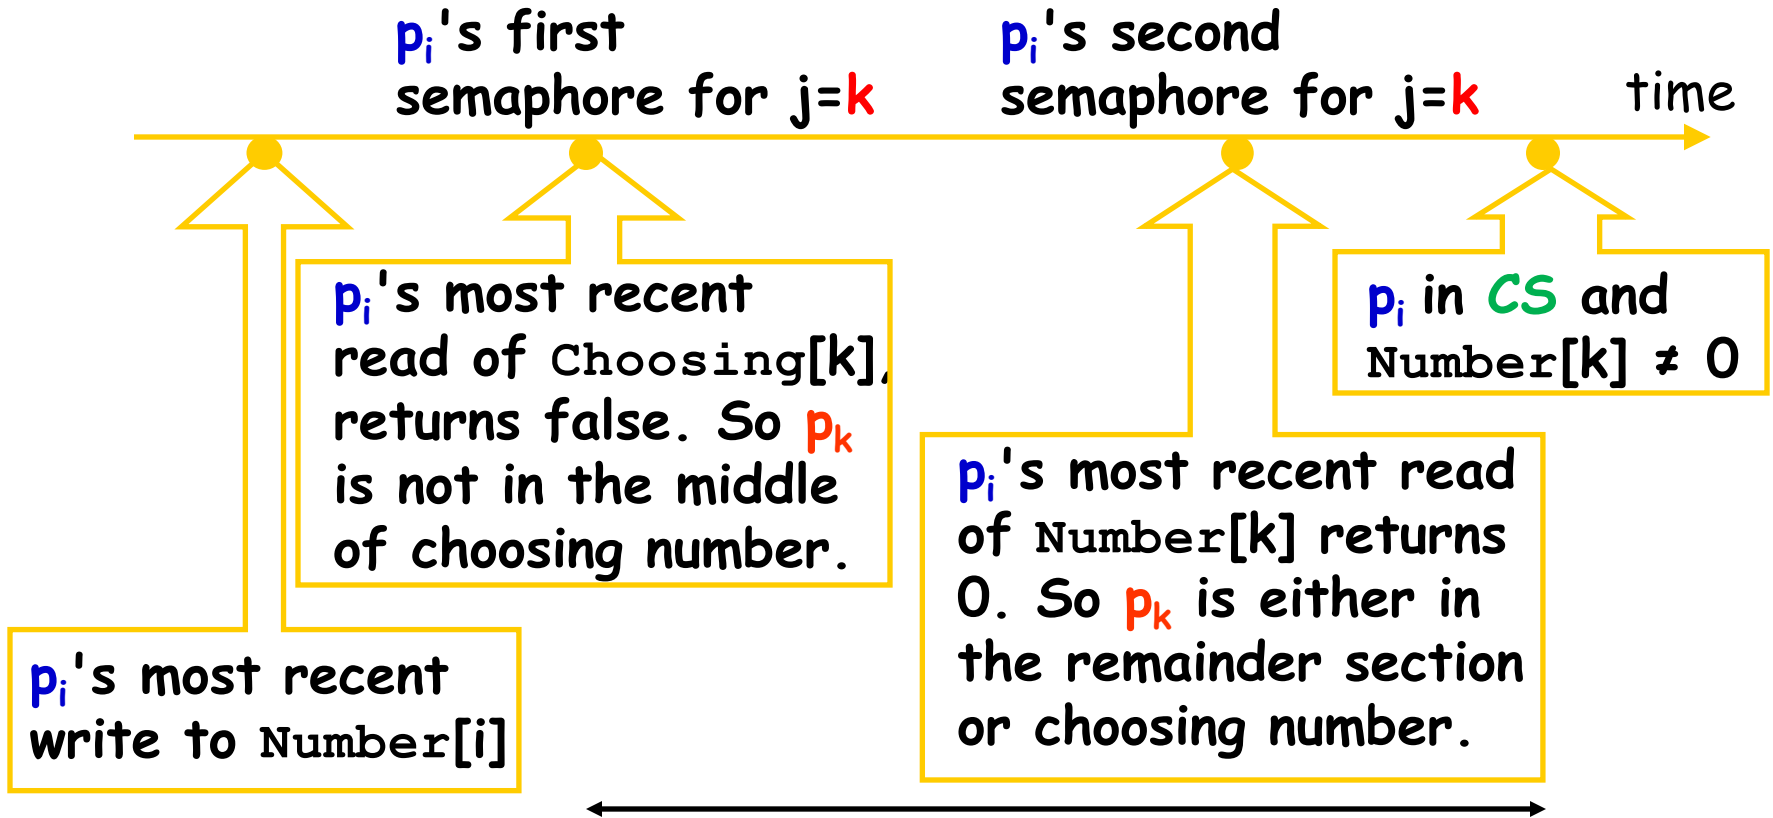 pi's first
semaphore for j=k
pi's second
semaphore for j=k
time
pi's most recent
read of Choosing[k],
returns false. So pk
is not in the middle
of choosing number.
pi in CS and
Number[k] ≠ 0
pi's most recent read
of Number[k] returns
0. So pk is either in
the remainder section
or choosing number.
pi's most recent
write to Number[i]